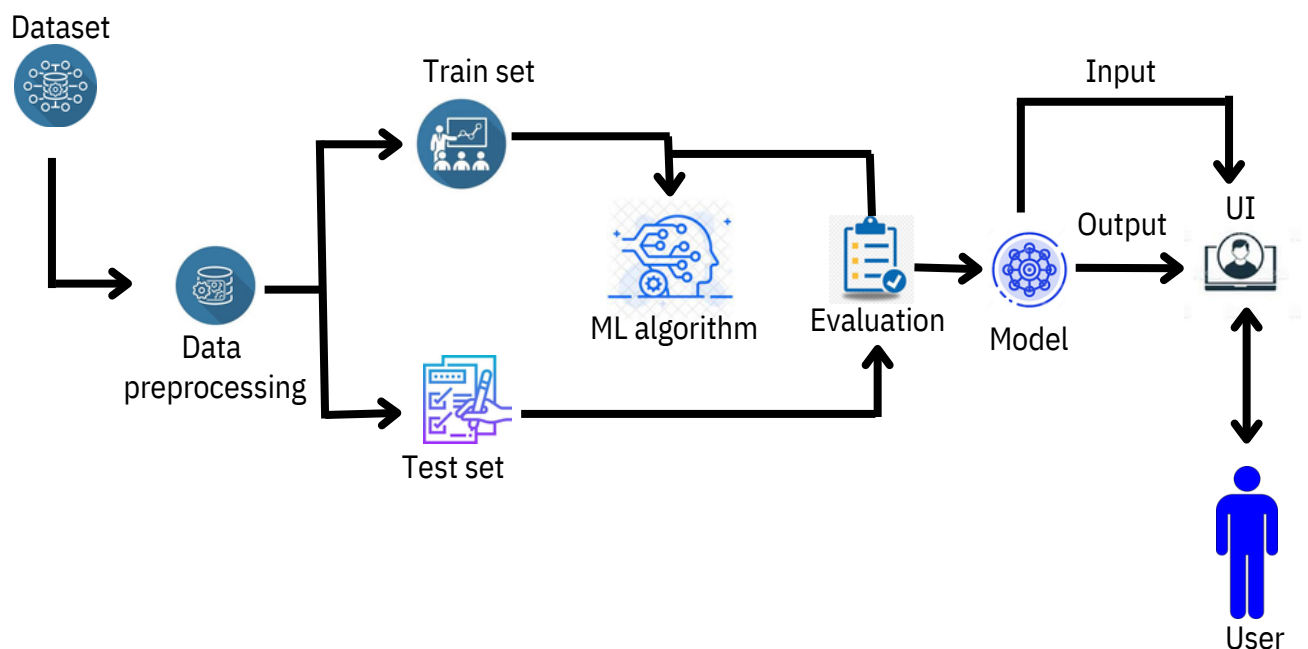 Dataset
Train set
Input
Output
UI
Data
preprocessing
ML algorithm
Evaluation
Model
Test set
User